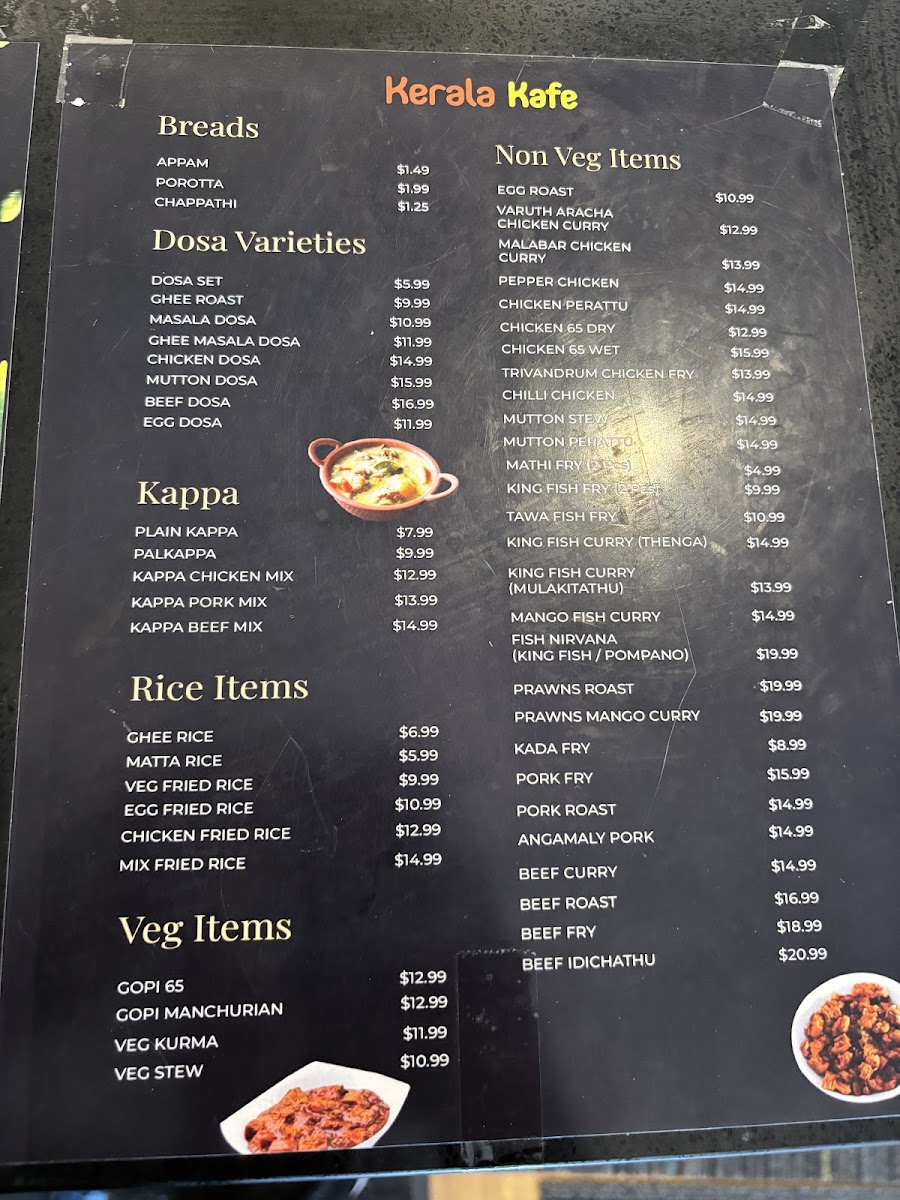 Kerala Kafe
Breads
APPAM $1.49
POROTTA $1.99
CHAPPATHI $1.25
Dosa Varieties
DOSA SET $5.99
GHEE ROAST $9.99
MASALA DOSA $10.99
GHEE MASALA DOSA $11.99
CHICKEN DOSA $14.99
MUTTON DOSA $15.99
BEEF DOSA $16.99
EGG DOSA $11.99
Kappa
PLAIN KAPPA $7.99
PALKAPPA $9.99
KAPPA CHICKEN MIX $12.99
KAPPA PORK MIX $13.99
KAPPA BEEF MIX $14.99
Rice Items
GHEE RICE $6.99
MATTA RICE $5.99
VEG FRIED RICE $9.99
EGG FRIED RICE $10.99
CHICKEN FRIED RICE $12.99
MIX FRIED RICE $14.99
Veg Items
GOPI 65 $12.99
GOPI MANCHURIAN $12.99
VEG KURMA $11.99
VEG STEW $10.99
Non Veg Items
EGG ROAST $10.99
VARUTH ARACHA
CHICKEN CURRY $12.99
MALABAR CHICKEN
CURRY $13.99
PEPPER CHICKEN $14.99
CHICKEN PERATTU $14.99
CHICKEN 65 DRY $12.99
CHICKEN 65 WET $15.99
TRIVANDRUM CHICKEN FRY $13.99
CHILLI CHICKEN $14.99
MUTTON STEW $14.99
MUTTON PERATTU $14.99
MATHI FRY (2 Pcs) $4.99
KING FISH FRY (2 Pcs) $9.99
TAWA FISH FRY $10.99
KING FISH CURRY (THENGA) $14.99
KING FISH CURRY
(MULAKITATHU) $13.99
MANGO FISH CURRY $14.99
FISH NIRVANA
(KING FISH / POMPANO) $19.99
PRAWNS ROAST $19.99
PRAWNS MANGO CURRY $19.99
KADA FRY $8.99
PORK FRY $15.99
PORK ROAST $14.99
ANGAMALY PORK $14.99
BEEF CURRY $14.99
BEEF ROAST $16.99
BEEF FRY $18.99
BEEF IDICHATHU $20.99